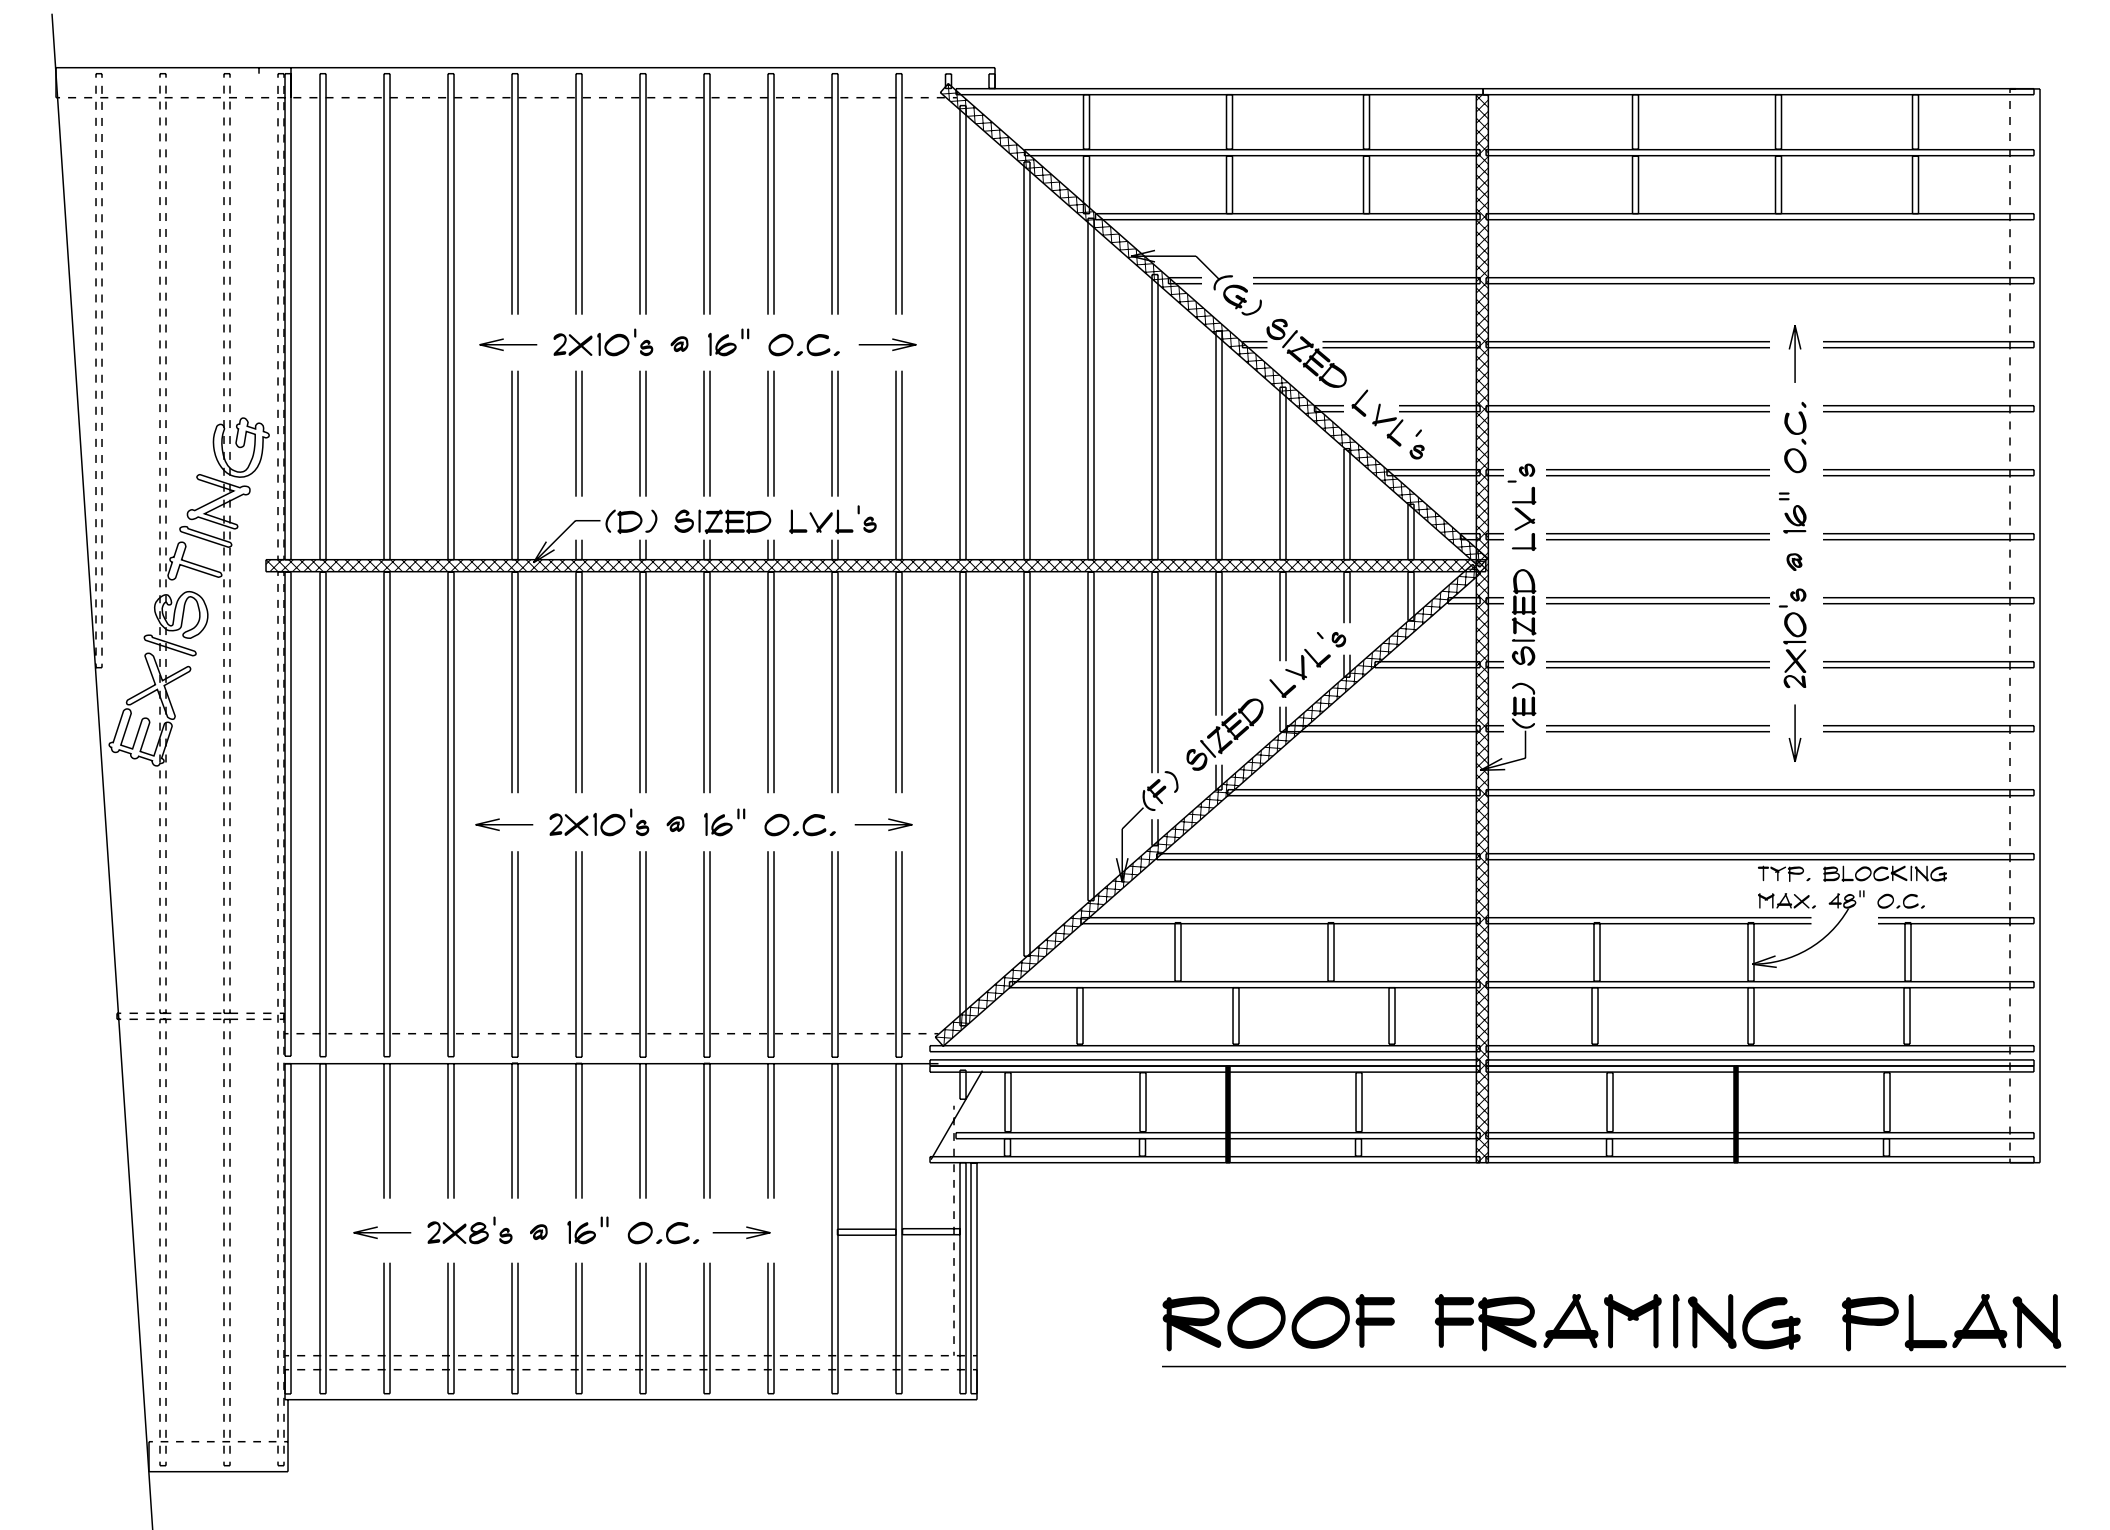 2X10's @ 16" O.C.
(G) SIZED LVL's
2X10's @ 16" O.C.
EXISTING
(D) SIZED LVL's
(E) SIZED LVL's
(F) SIZED LVL's
2X10's @ 16" O.C.
TYP. BLOCKING
MAX. 48" O.C.
2X8's @ 16" O.C.
ROOF FRAMING PLAN